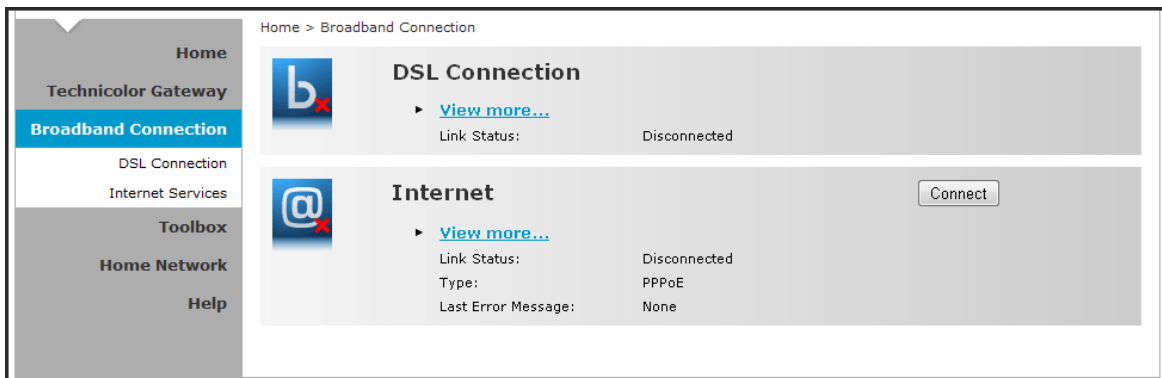 Home > Broadband Connection
Home
Technicolor Gateway
Broadband Connection
DSL Connection
Internet Services
Toolbox
Home Network
Help
DSL Connection
View more...
Link Status: Disconnected
Internet
Connect
View more...
Link Status: Disconnected
Type: PPPoE
Last Error Message: None